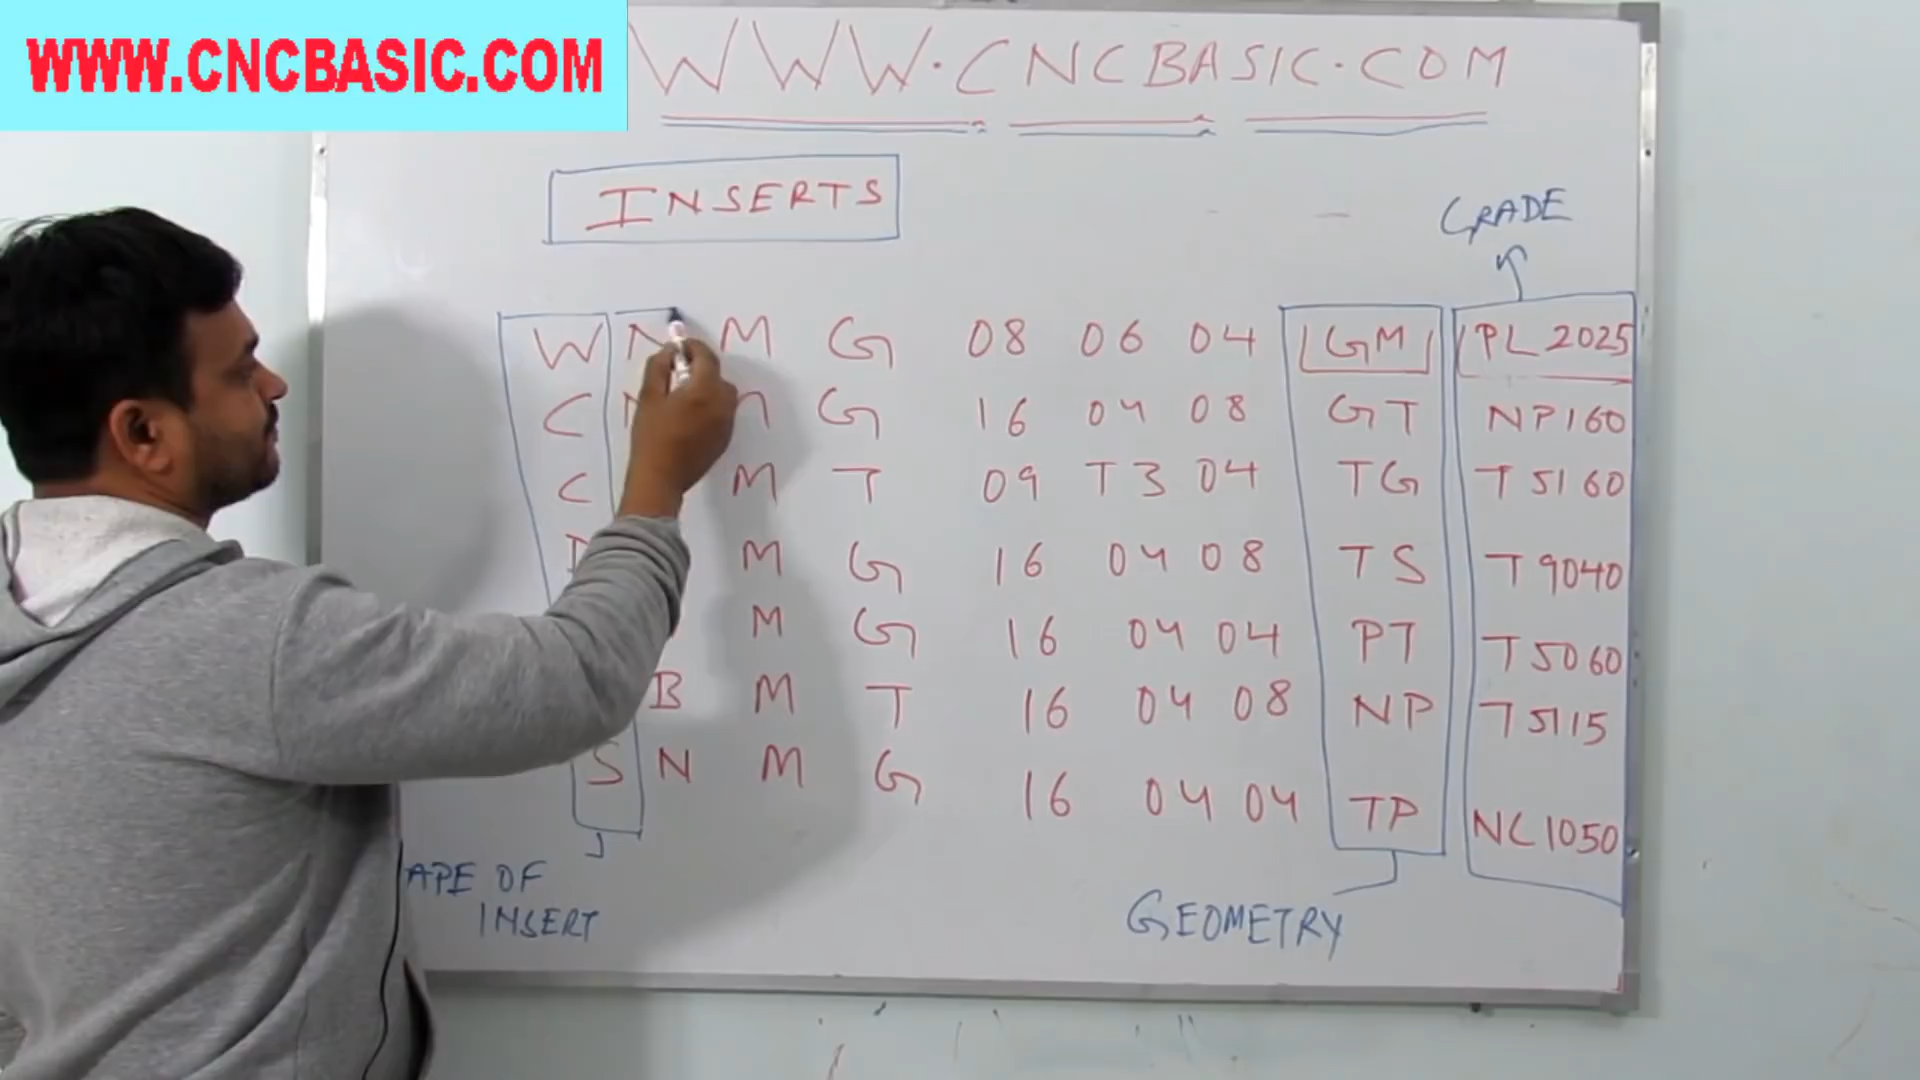 WWW.CNCBASIC.COM
WWW.CNCBASIC.COM
INSERTS
GRADE
W N M G 08 06 04 GM PL 2025
C N M G 16 04 08 GT NP160
C M T 09 T3 04 TG T5160
D M G 16 04 08 TS T9040
M G 16 04 04 PT T5060
B M T 16 04 08 NP T5115
S N M G 16 04 04 TP NC1050
APE OF
INSERT
GEOMETRY